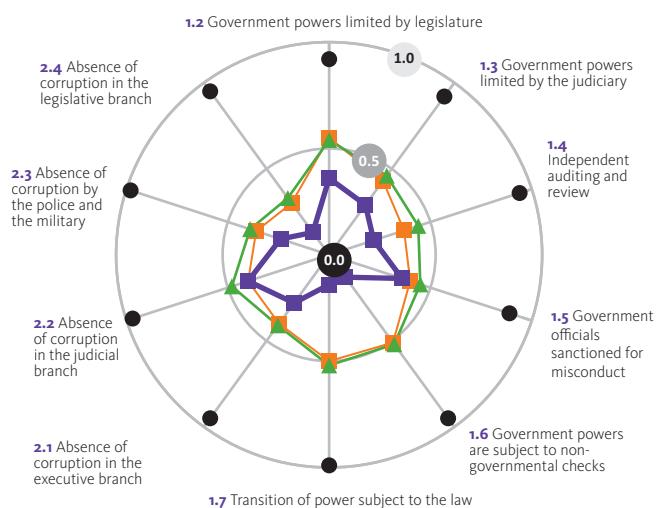 1.2 Government powers limited by legislature
1.0
1.3 Government powers
limited by the judiciary
2.4 Absence of
corruption in the
legislative branch
1.4
Independent
auditing and
review
0.5
2.3 Absence of
corruption by
the police and
the military
0.0
1.5 Government
officials
sanctioned for
misconduct
2.2 Absence
of corruption
in the judicial
branch
1.6 Government powers
are subject to non-
governmental checks
2.1 Absence of
corruption in the
executive branch
1.7 Transition of power subject to the law